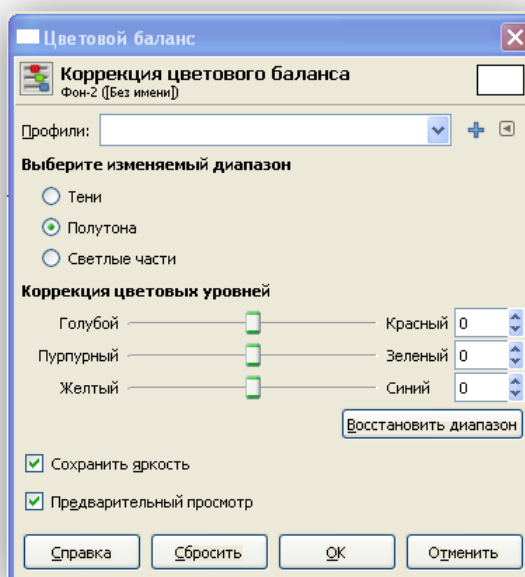 Цветовой баланс
Коррекция цветового баланса
Фон-2 ([Без имени])
Профили:
Выберите изменяемый диапазон
Тени
Полутона
Светлые части
Коррекция цветовых уровней
Голубой Красный 0
Пурпурный Зеленый 0
Желтый Синий 0
Восстановить диапазон
Сохранить яркость
Предварительный просмотр
Справка Сбросить OK Отменить